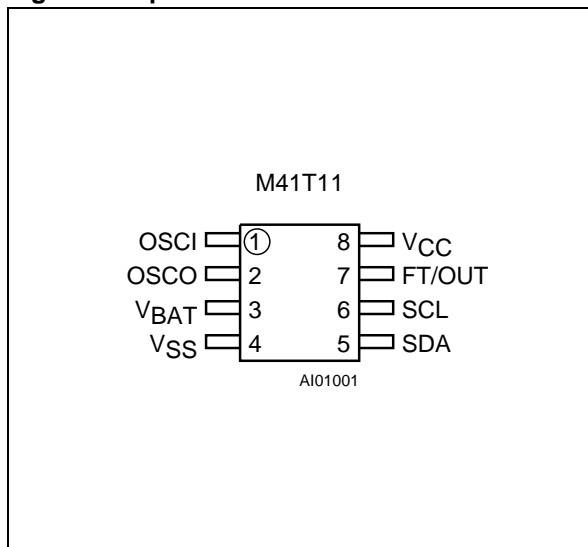 M41T11
OSCI 1 8 VCC
OSCO 2 7 FT/OUT
VBAT 3 6 SCL
VSS 4 5 SDA
AI01001